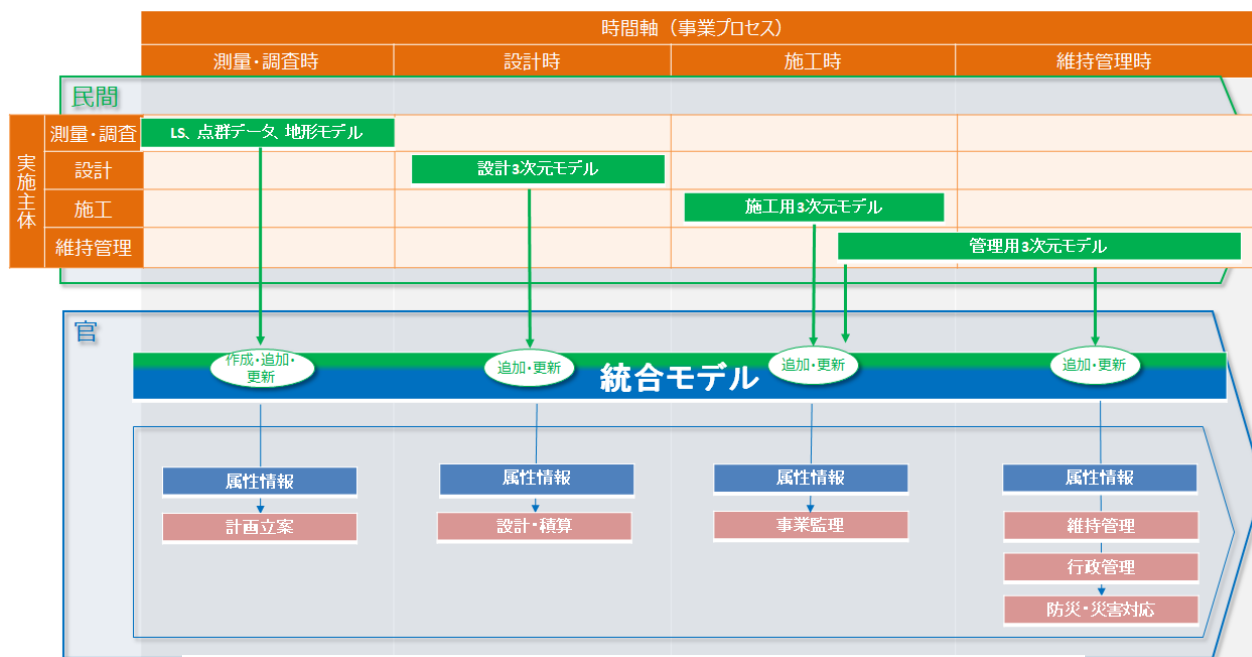 時間軸（事業プロセス）
測量・調査時
設計時
施工時
維持管理時
民間
実施主体
測量・調査
LS、点群データ、地形モデル
設計
設計3次元モデル
施工
施工用3次元モデル
維持管理
管理用3次元モデル
官
作成・追加・
更新
追加・更新
統合モデル
追加・更新
追加・更新
属性情報
属性情報
属性情報
属性情報
計画立案
設計・積算
事業監理
維持管理
行政管理
防災・災害対応